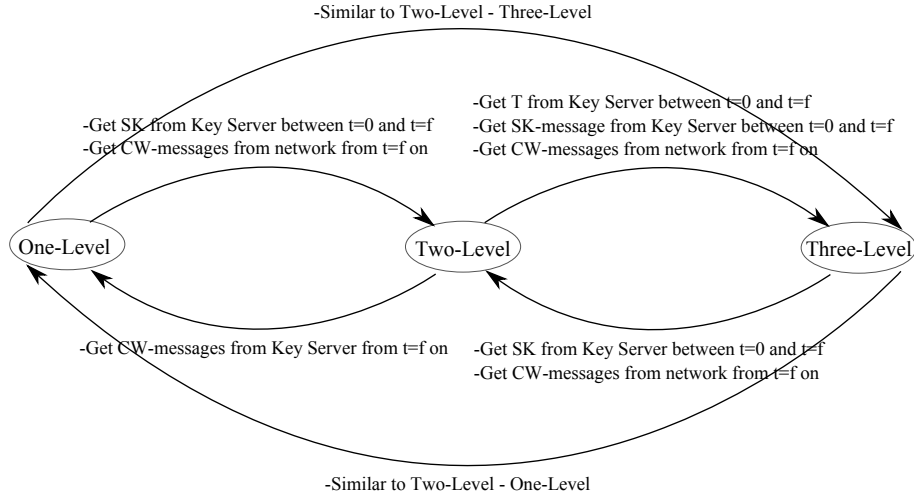 -Similar to Two-Level - Three-Level
-Get T from Key Server between t=0 and t=f
-Get SK from Key Server between t=0 and t=f
-Get SK-message from Key Server between t=0 and t=f
-Get CW-messages from network from t=f on
-Get CW-messages from network from t=f on
One-Level
Two-Level
Three-Level
-Get CW-messages from Key Server from t=f on
-Get SK from Key Server between t=0 and t=f
-Get CW-messages from network from t=f on
-Similar to Two-Level - One-Level